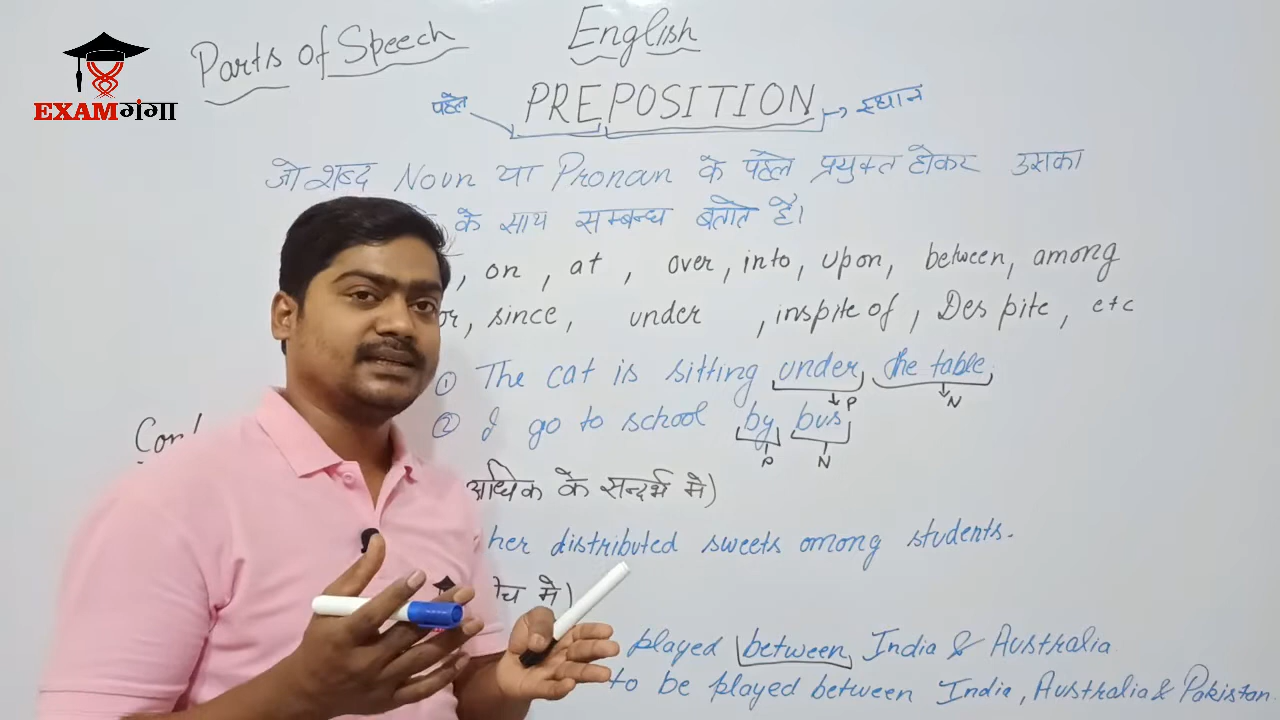 Parts of Speech
English
EXAMगंगा
पहले
PREPOSITION
स्थान
जो शब्द Noun या Pronoun के पहले प्रयुक्त होकर उसका
के साथ सम्बन्ध बताते है।
, on , at , over, into, upon, between, among
or, since, under , inspite of, Despite, etc
① The cat is sitting under the table
P
N
② I go to school by bus
P
N
अधिक के सन्दर्भ मे)
her distributed sweets among students.
मे)
played between India & Australia
to be played between India, Australia & Pakistan